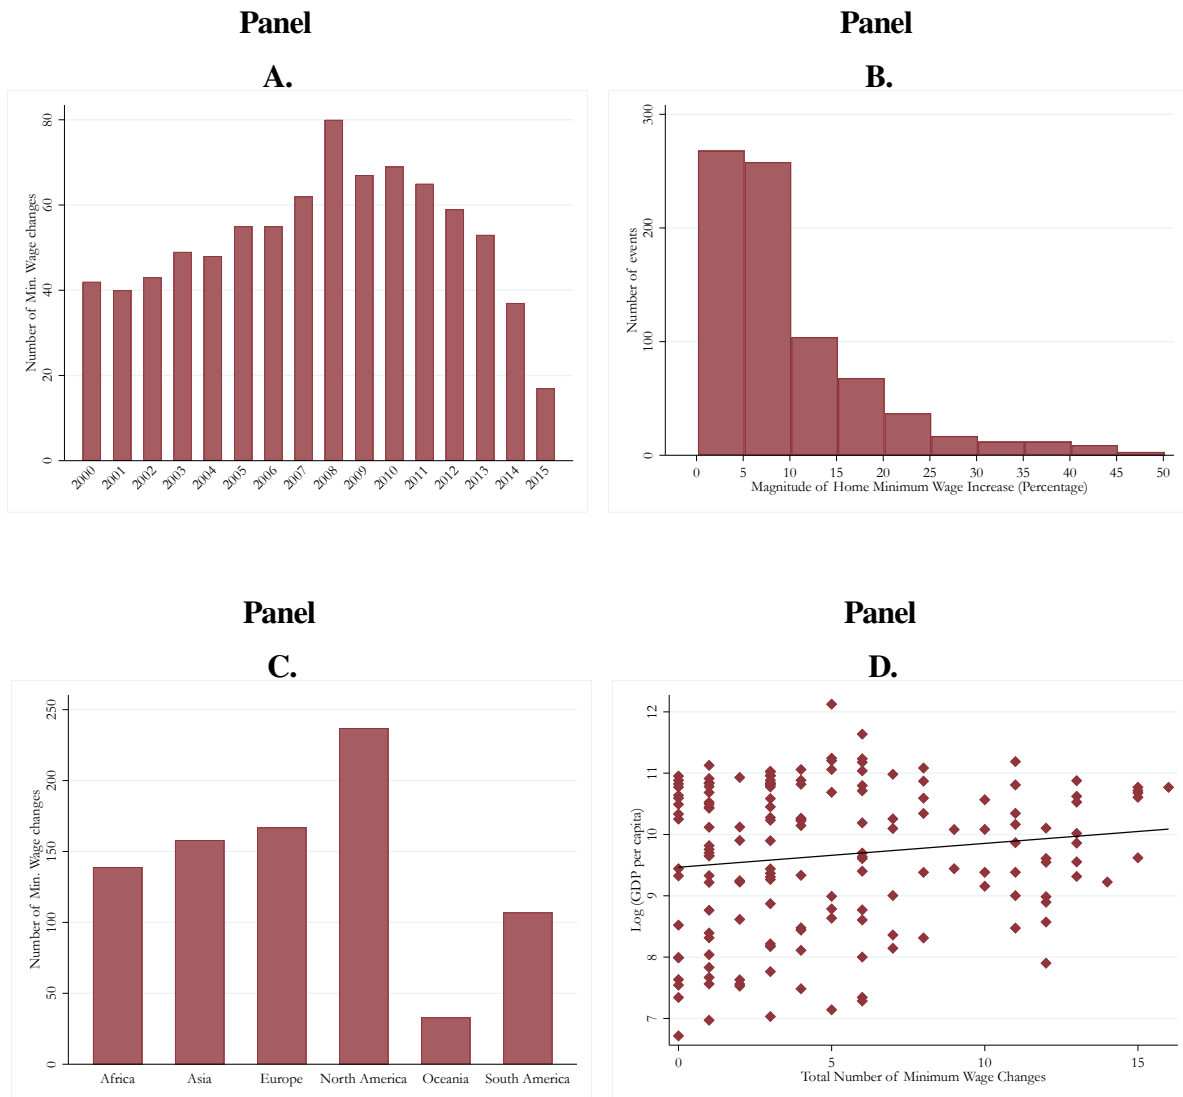 Panel
A.
Number of Min. Wage changes
80
60
40
20
0
2000 2001 2002 2003 2004 2005 2006 2007 2008 2009 2010 2011 2012 2013 2014 2015
Panel
B.
Number of events
300
200
100
0
0 5 10 15 20 25 30 35 40 45 50
Magnitude of Home Minimum Wage Increase (Percentage)
Panel
C.
Number of Min. Wage changes
250
200
150
100
50
0
Africa Asia Europe North America Oceania South America
Panel
D.
Log (GDP per capita)
12
11
10
9
8
7
0 5 10 15
Total Number of Minimum Wage Changes